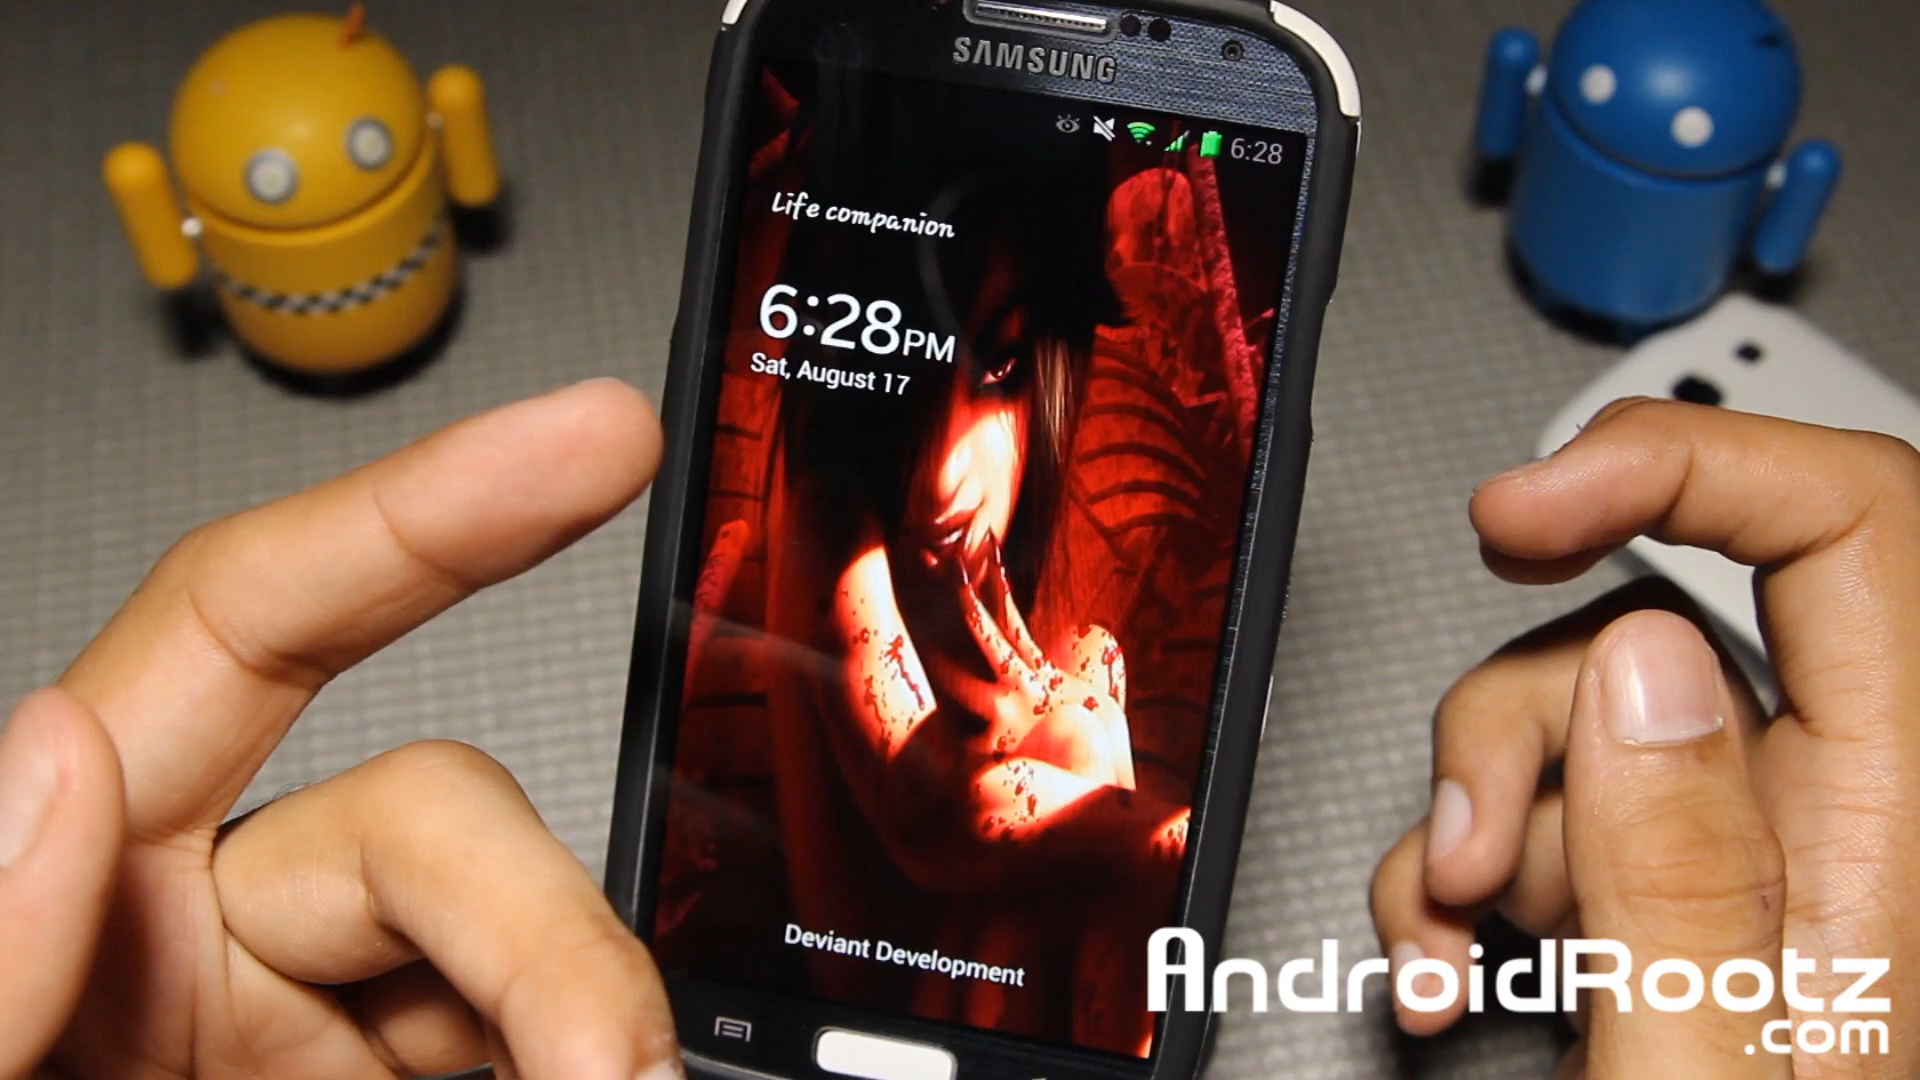 SAMSUNG
6:28
Life companion
6:28PM
Sat, August 17
Deviant Development
AndroidRootz
.com